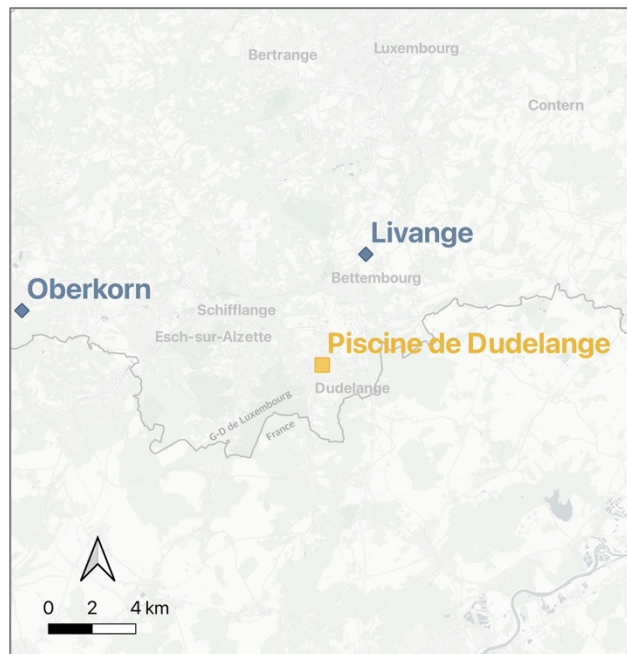 Luxembourg
Bertrange
Contern
Livange
Bettembourg
Oberkorn
Schifflange
Esch-sur-Alzette
Piscine de Dudelange
Dudelange
G-D de Luxembourg
France
0 2 4 km